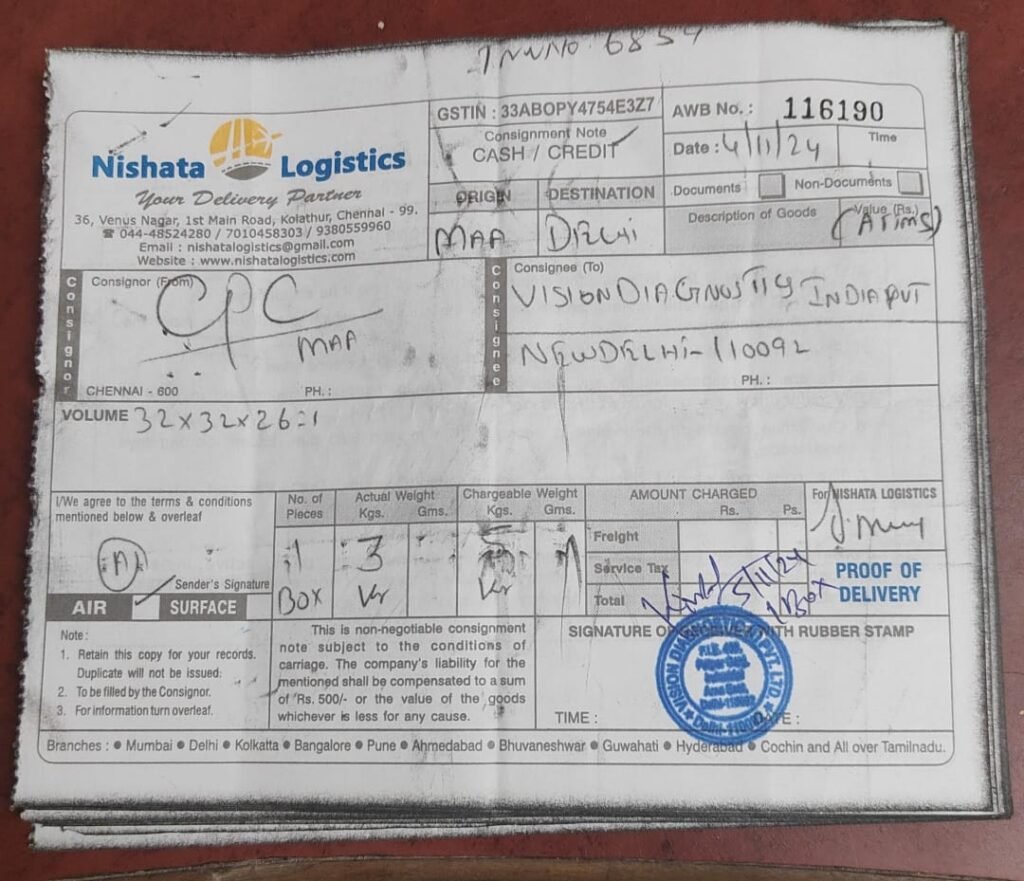 INVNO. 6854
Nishata Logistics
Your Delivery Partner
36, Venus Nagar, 1st Main Road, Kolathur, Chennai - 99.
☎ 044-48524280 / 7010458303 / 9380559960
Email : nishatalogistics@gmail.com
Website : www.nishatalogistics.com
GSTIN : 33ABOPY4754E3Z7
Consignment Note
CASH / CREDIT
ORIGIN DESTINATION
MAA DELHI
AWB No. : 116190
Date : 4/11/24 Time
Documents Non-Documents
Description of Goods Value (Rs.)
Consignor
Consignor (From)
CPC
MAA
CHENNAI - 600 PH. :
Consignee
Consignee (To)
VISION DIAGNOSTIC INDIA PVT
NEW DELHI-110092
PH. :
VOLUME 32x32x26=1
I/We agree to the terms & conditions
mentioned below & overleaf
Sender's Signature
AIR SURFACE
No. of Pieces
1
BOX
Actual Weight
Kgs. Gms.
3
Kg
Chargeable Weight
Kgs. Gms.
5
Kg
AMOUNT CHARGED
Rs. Ps.
Freight
Service Tax
Total
For NISHATA LOGISTICS
PROOF OF
DELIVERY
5/11/24
1 Box
Note :
1. Retain this copy for your records.
Duplicate will not be issued.
2. To be filled by the Consignor.
3. For information turn overleaf.
This is non-negotiable consignment
note subject to the conditions of
carriage. The company's liability for the
mentioned shall be compensated to a sum
of Rs. 500/- or the value of the goods
whichever is less for any cause.
SIGNATURE OF RECEIVER WITH RUBBER STAMP
TIME : DATE :
Branches : ● Mumbai ● Delhi ● Kolkatta ● Bangalore ● Pune ● Ahmedabad ● Bhuvaneshwar ● Guwahati ● Hyderabad ● Cochin and All over Tamilnadu.